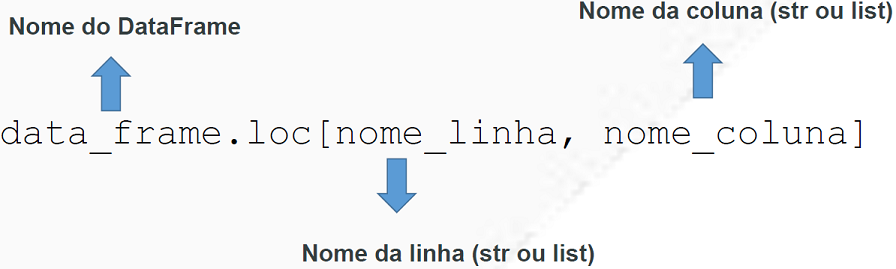 Nome da coluna (str ou list)
Nome do DataFrame
data_frame.loc[nome_linha, nome_coluna]
Nome da linha (str ou list)